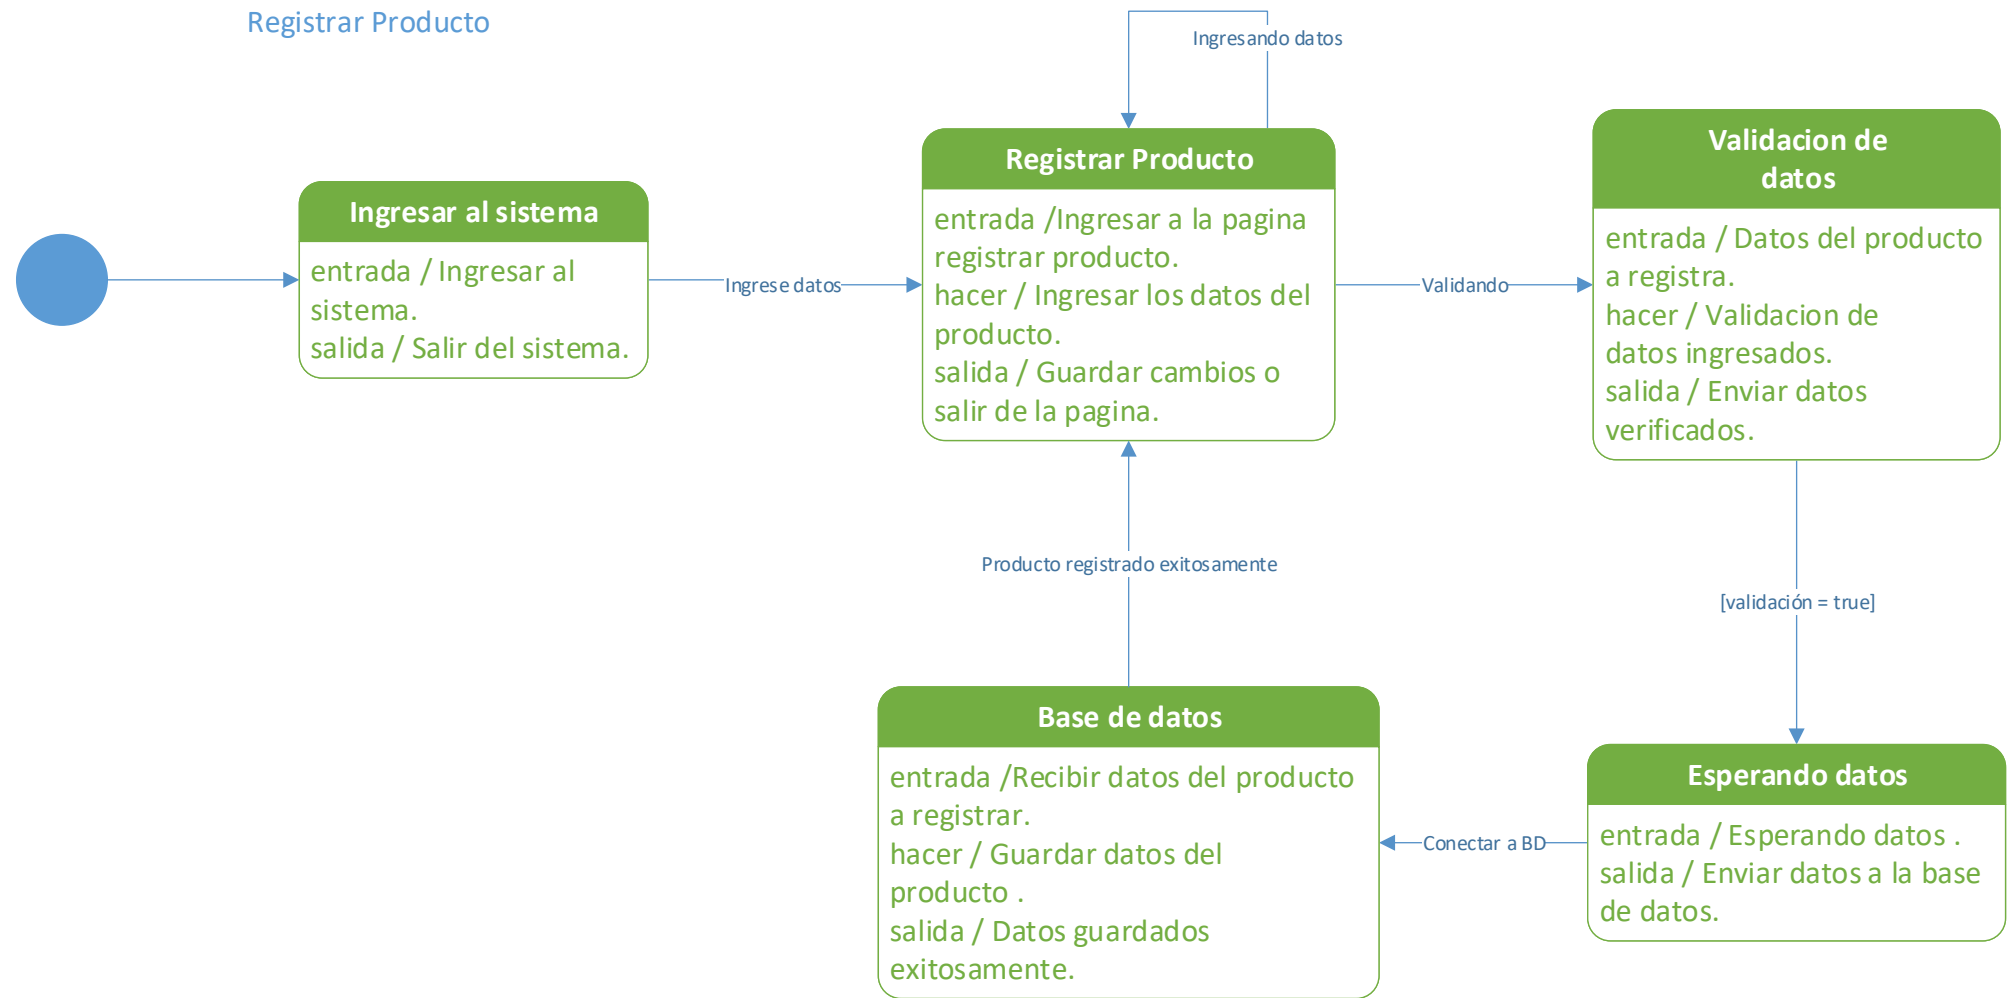 Registrar Producto
Ingresando datos
Ingresar al sistema
entrada / Ingresar al
sistema.
salida / Salir del sistema.
Ingrese datos
Registrar Producto
entrada /Ingresar a la pagina
registrar producto.
hacer / Ingresar los datos del
producto.
salida / Guardar cambios o
salir de la pagina.
Validando
Validacion de
datos
entrada / Datos del producto
a registra.
hacer / Validacion de
datos ingresados.
salida / Enviar datos
verificados.
[validación = true]
Esperando datos
entrada / Esperando datos .
salida / Enviar datos a la base
de datos.
Conectar a BD
Base de datos
entrada /Recibir datos del producto
a registrar.
hacer / Guardar datos del
producto .
salida / Datos guardados
exitosamente.
Producto registrado exitosamente